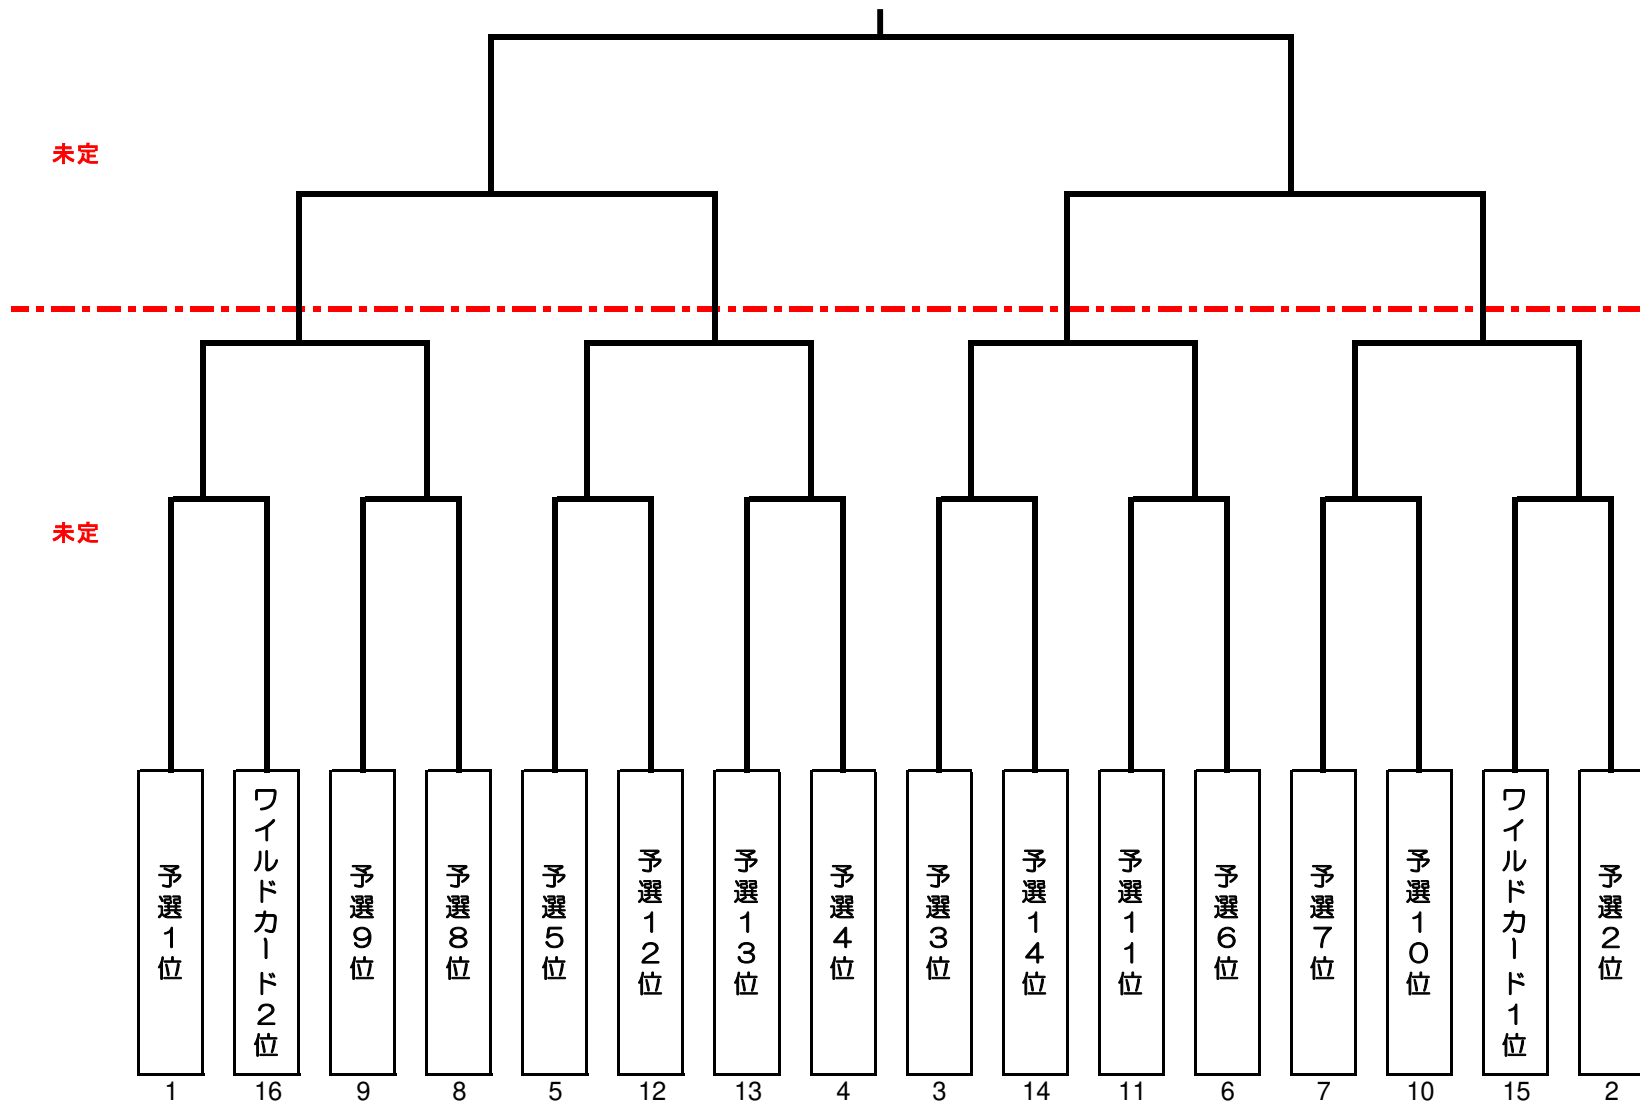 未定
未定
予選1位
ワイルドカード2位
予選9位
予選8位
予選5位
予選12位
予選13位
予選4位
予選3位
予選14位
予選11位
予選6位
予選7位
予選10位
ワイルドカード1位
予選2位
1 16 9 8 5 12 13 4 3 14 11 6 7 10 15 2